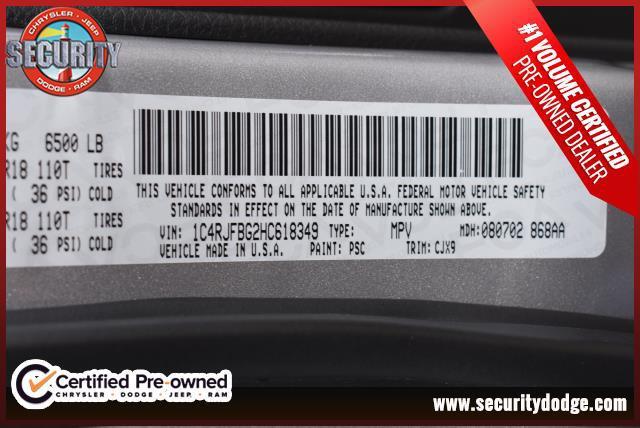 CHRYSLER - JEEP
SECURITY
DODGE - RAM
#1 VOLUME CERTIFIED
PRE-OWNED DEALER
KG 6500 LB
R18 110T TIRES
( 36 PSI) COLD
R18 110T TIRES
( 36 PSI) COLD
THIS VEHICLE CONFORMS TO ALL APPLICABLE U.S.A. FEDERAL MOTOR VEHICLE SAFETY
STANDARDS IN EFFECT ON THE DATE OF MANUFACTURE SHOWN ABOVE.
VIN: 1C4RJFBG2HC618349 TYPE: MPV MDH: 080702 868AA
VEHICLE MADE IN U.S.A. PAINT: PSC TRIM: CJX9
Certified Pre-owned
CHRYSLER · DODGE · JEEP · RAM
www.securitydodge.com